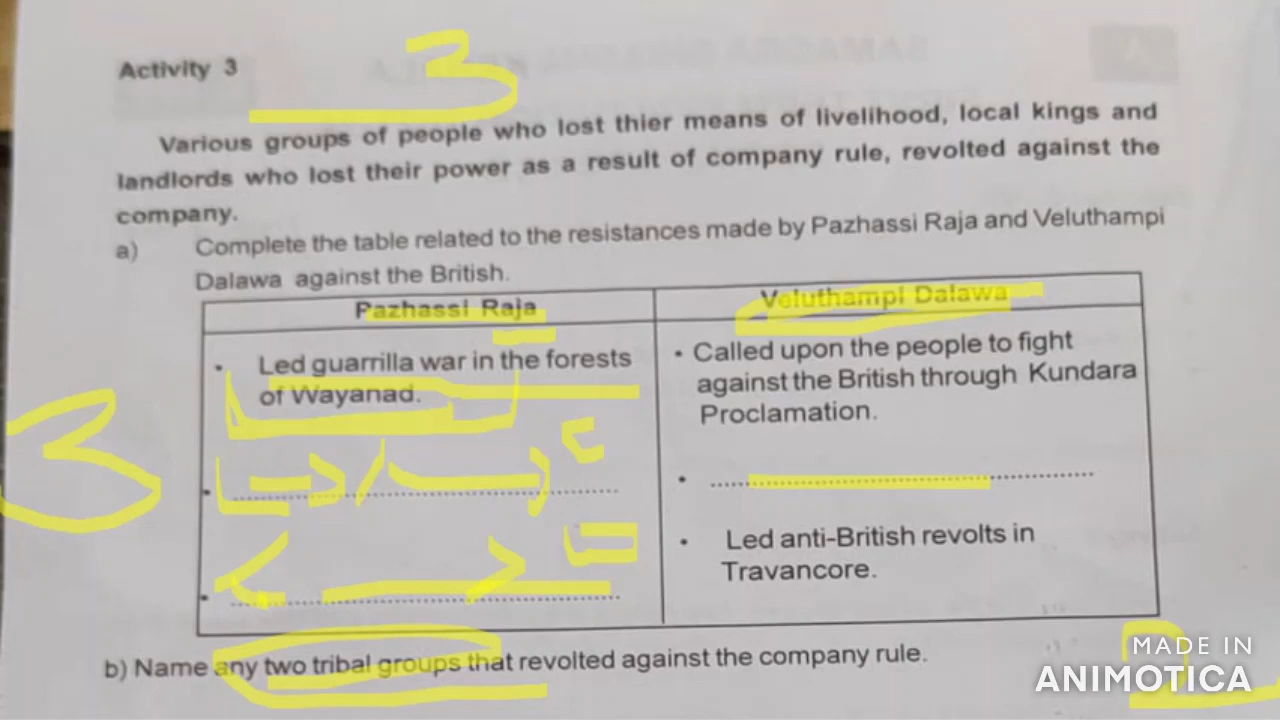 Activity 3
3
Various groups of people who lost thier means of livelihood, local kings and
landlords who lost their power as a result of company rule, revolted against the
company.
a) Complete the table related to the resistances made by Pazhassi Raja and Veluthampi
Dalawa against the British.
Pazhassi Raja
• Led guarrilla war in the forests
of Wayanad.
• ................................................
• ................................................
Veluthampi Dalawa
• Called upon the people to fight
against the British through Kundara
Proclamation.
• ................................................
• Led anti-British revolts in
Travancore.
3
b) Name any two tribal groups that revolted against the company rule.
MADE IN
ANIMOTICA